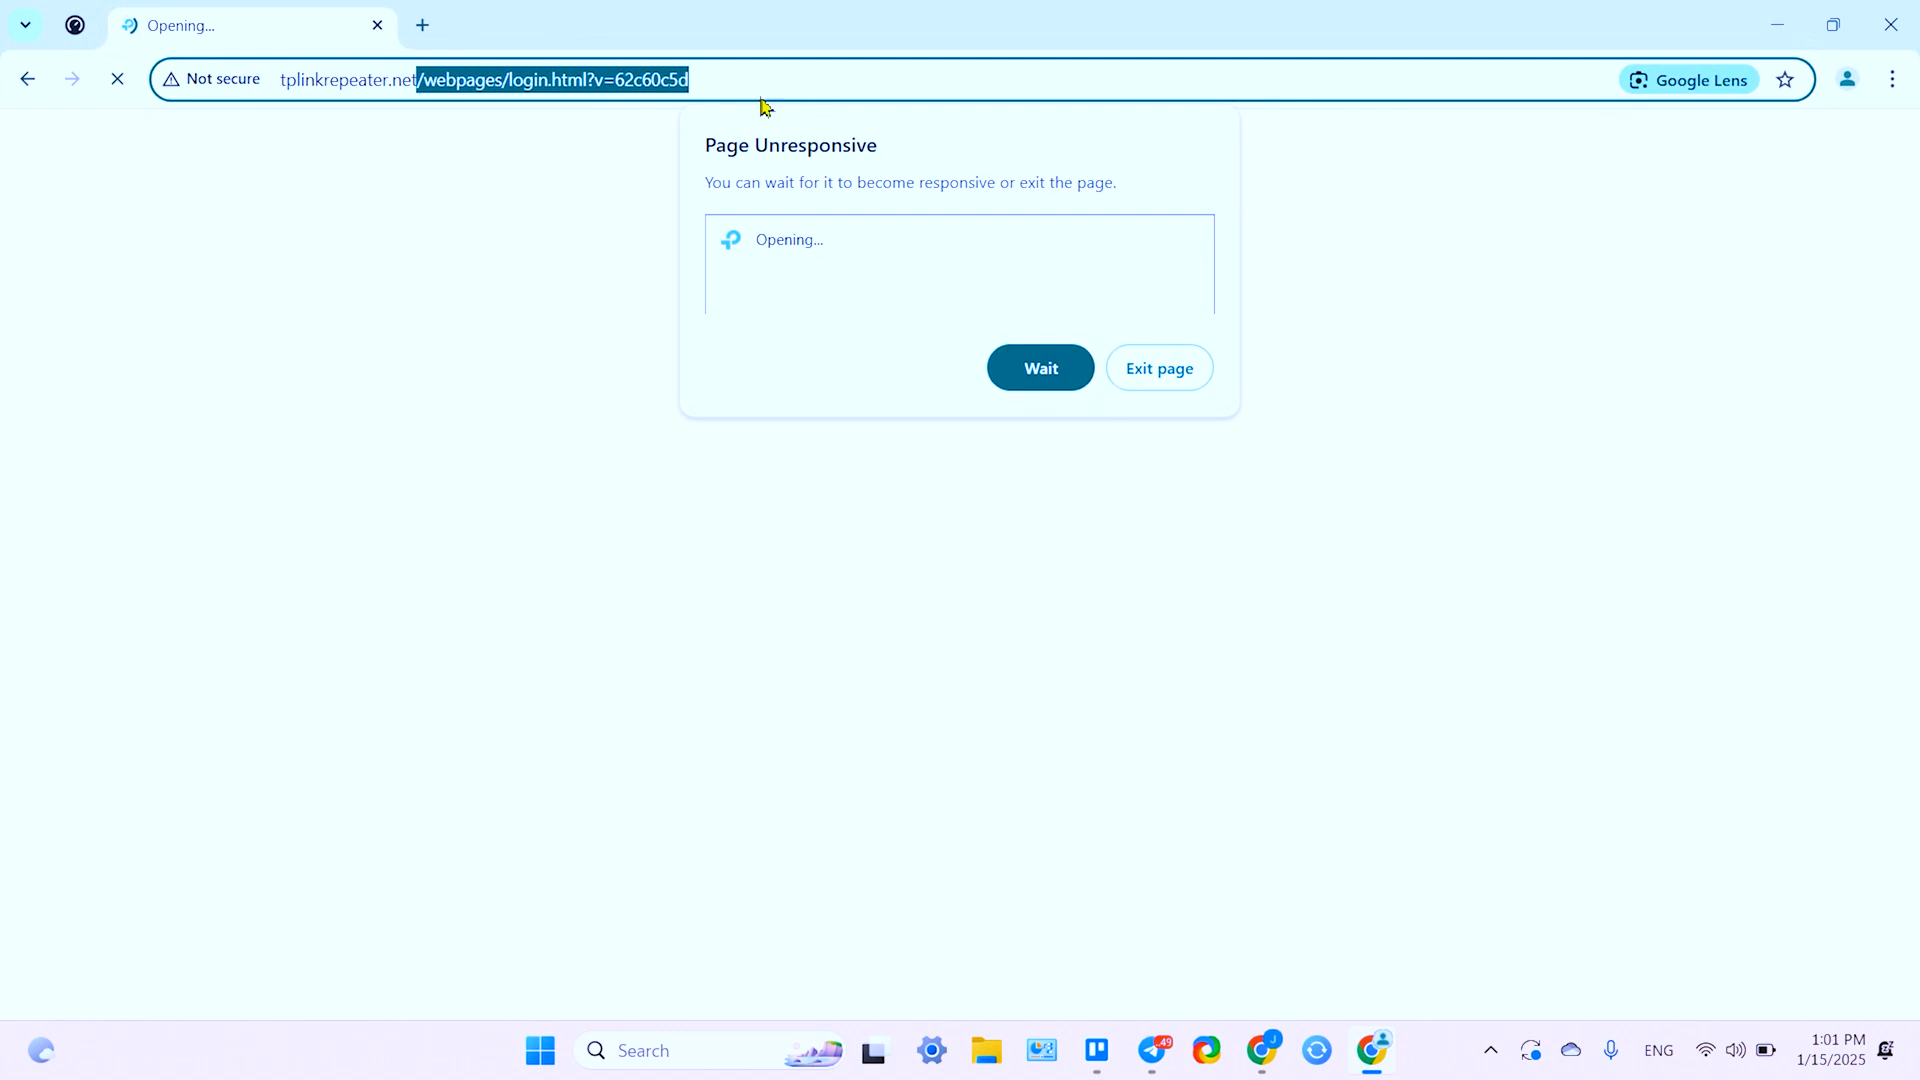 Opening...
Not secure tplinkrepeater.net/webpages/login.html?v=62c60c5d Google Lens
Page Unresponsive
You can wait for it to become responsive or exit the page.
Opening...
Wait Exit page
Search 49 J ENG 1:01 PM
1/15/2025